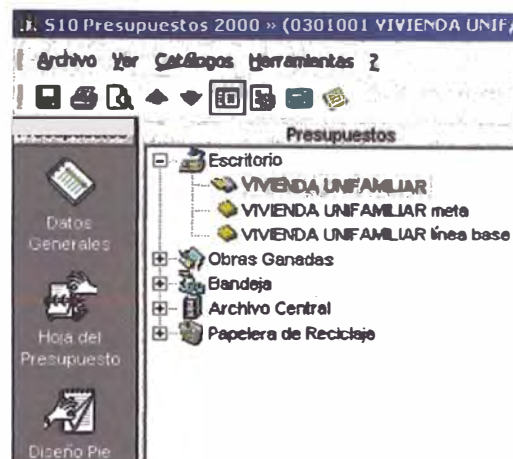 S10 Presupuestos 2000 » (0301001 VIVIENDA UNIF
Archivo Ver Catálogos Herramientas ?
Presupuestos
Escritorio
VIVIENDA UNIFAMILIAR
VIVIENDA UNIFAMILIAR meta
VIVIENDA UNIFAMILIAR línea base
Obras Ganadas
Bandeja
Archivo Central
Papelera de Reciclaje
Datos
Generales
Hoja del
Presupuesto
Diseño Pie